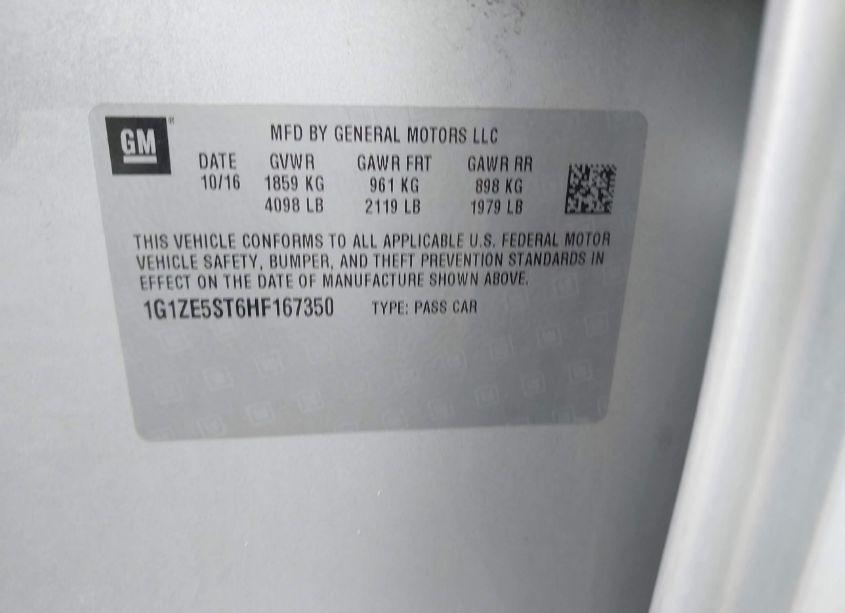 GM®
MFD BY GENERAL MOTORS LLC
DATE GVWR GAWR FRT GAWR RR
10/16 1859 KG 961 KG 898 KG
4098 LB 2119 LB 1979 LB
THIS VEHICLE CONFORMS TO ALL APPLICABLE U.S. FEDERAL MOTOR
VEHICLE SAFETY, BUMPER, AND THEFT PREVENTION STANDARDS IN
EFFECT ON THE DATE OF MANUFACTURE SHOWN ABOVE.
1G1ZE5ST6HF167350 TYPE: PASS CAR